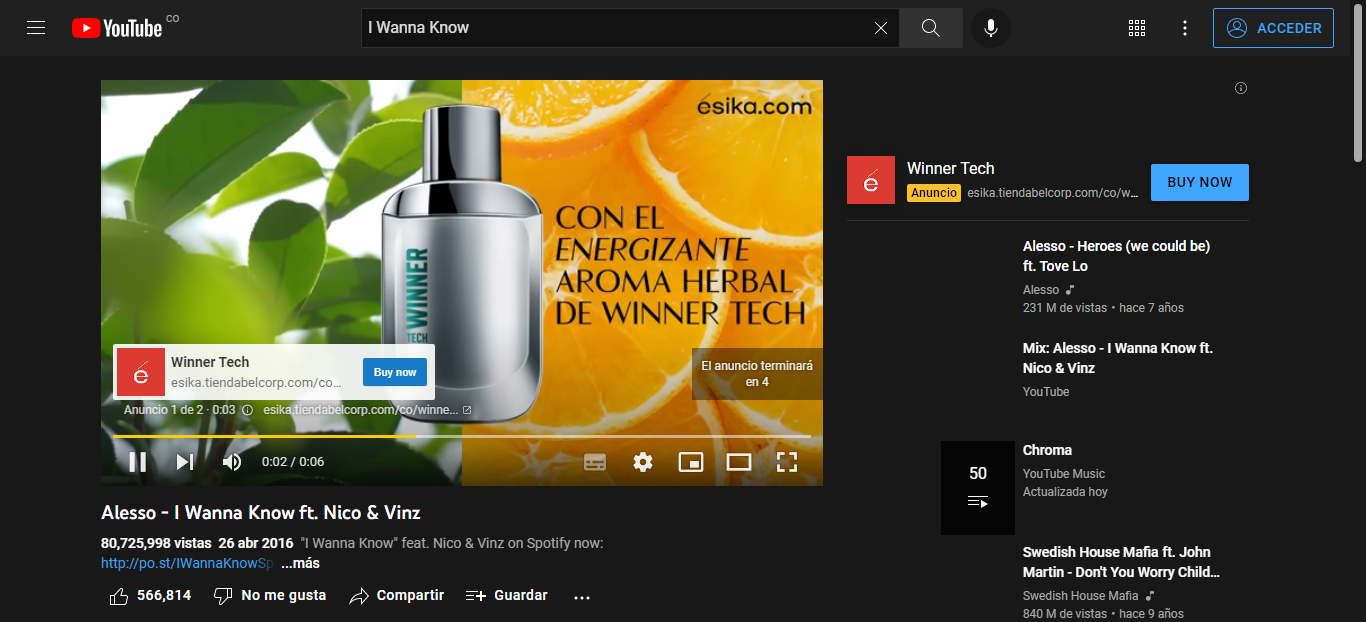 YouTube CO
I Wanna Know
ACCEDER
ésika.com
CON EL
ENERGIZANTE
AROMA HERBAL
DE WINNER TECH
WINNER
TECH
é
Winner Tech
esika.tiendabelcorp.com/co...
Buy now
El anuncio terminará
en 4
Anuncio 1 de 2 · 0:03
esika.tiendabelcorp.com/co/winne...
0:02 / 0:06
Alesso - I Wanna Know ft. Nico & Vinz
80,725,998 vistas 26 abr 2016 "I Wanna Know" feat. Nico & Vinz on Spotify now:
http://po.st/IWannaKnowSp ...más
566,814 No me gusta Compartir Guardar ...
é
Winner Tech
Anuncio esika.tiendabelcorp.com/co/w...
BUY NOW
Alesso - Heroes (we could be)
ft. Tove Lo
Alesso
231 M de vistas • hace 7 años
Mix: Alesso - I Wanna Know ft.
Nico & Vinz
YouTube
50
Chroma
YouTube Music
Actualizada hoy
Swedish House Mafia ft. John
Martin - Don't You Worry Child...
Swedish House Mafia
840 M de vistas • hace 9 años